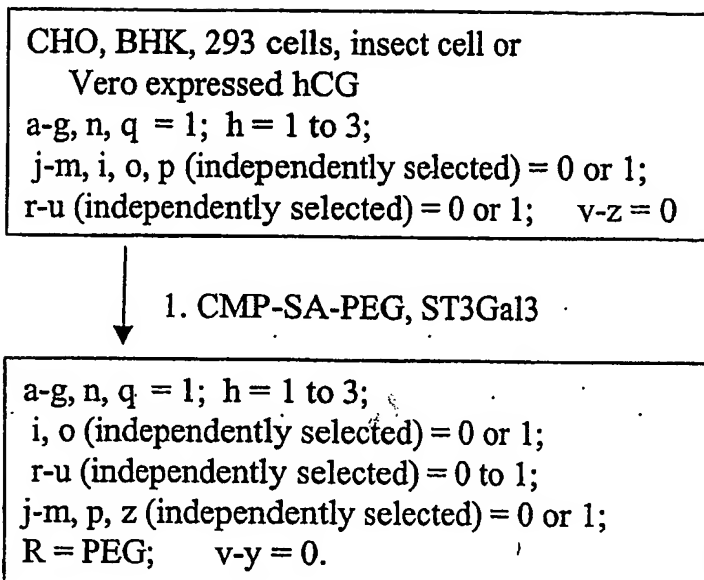 CHO, BHK, 293 cells, insect cell or
Vero expressed hCG
a-g, n, q = 1; h = 1 to 3;
j-m, i, o, p (independently selected) = 0 or 1;
r-u (independently selected) = 0 or 1; v-z = 0
1. CMP-SA-PEG, ST3Gal3
a-g, n, q = 1; h = 1 to 3;
i, o (independently selected) = 0 or 1;
r-u (independently selected) = 0 to 1;
j-m, p, z (independently selected) = 0 or 1;
R = PEG; v-y = 0.